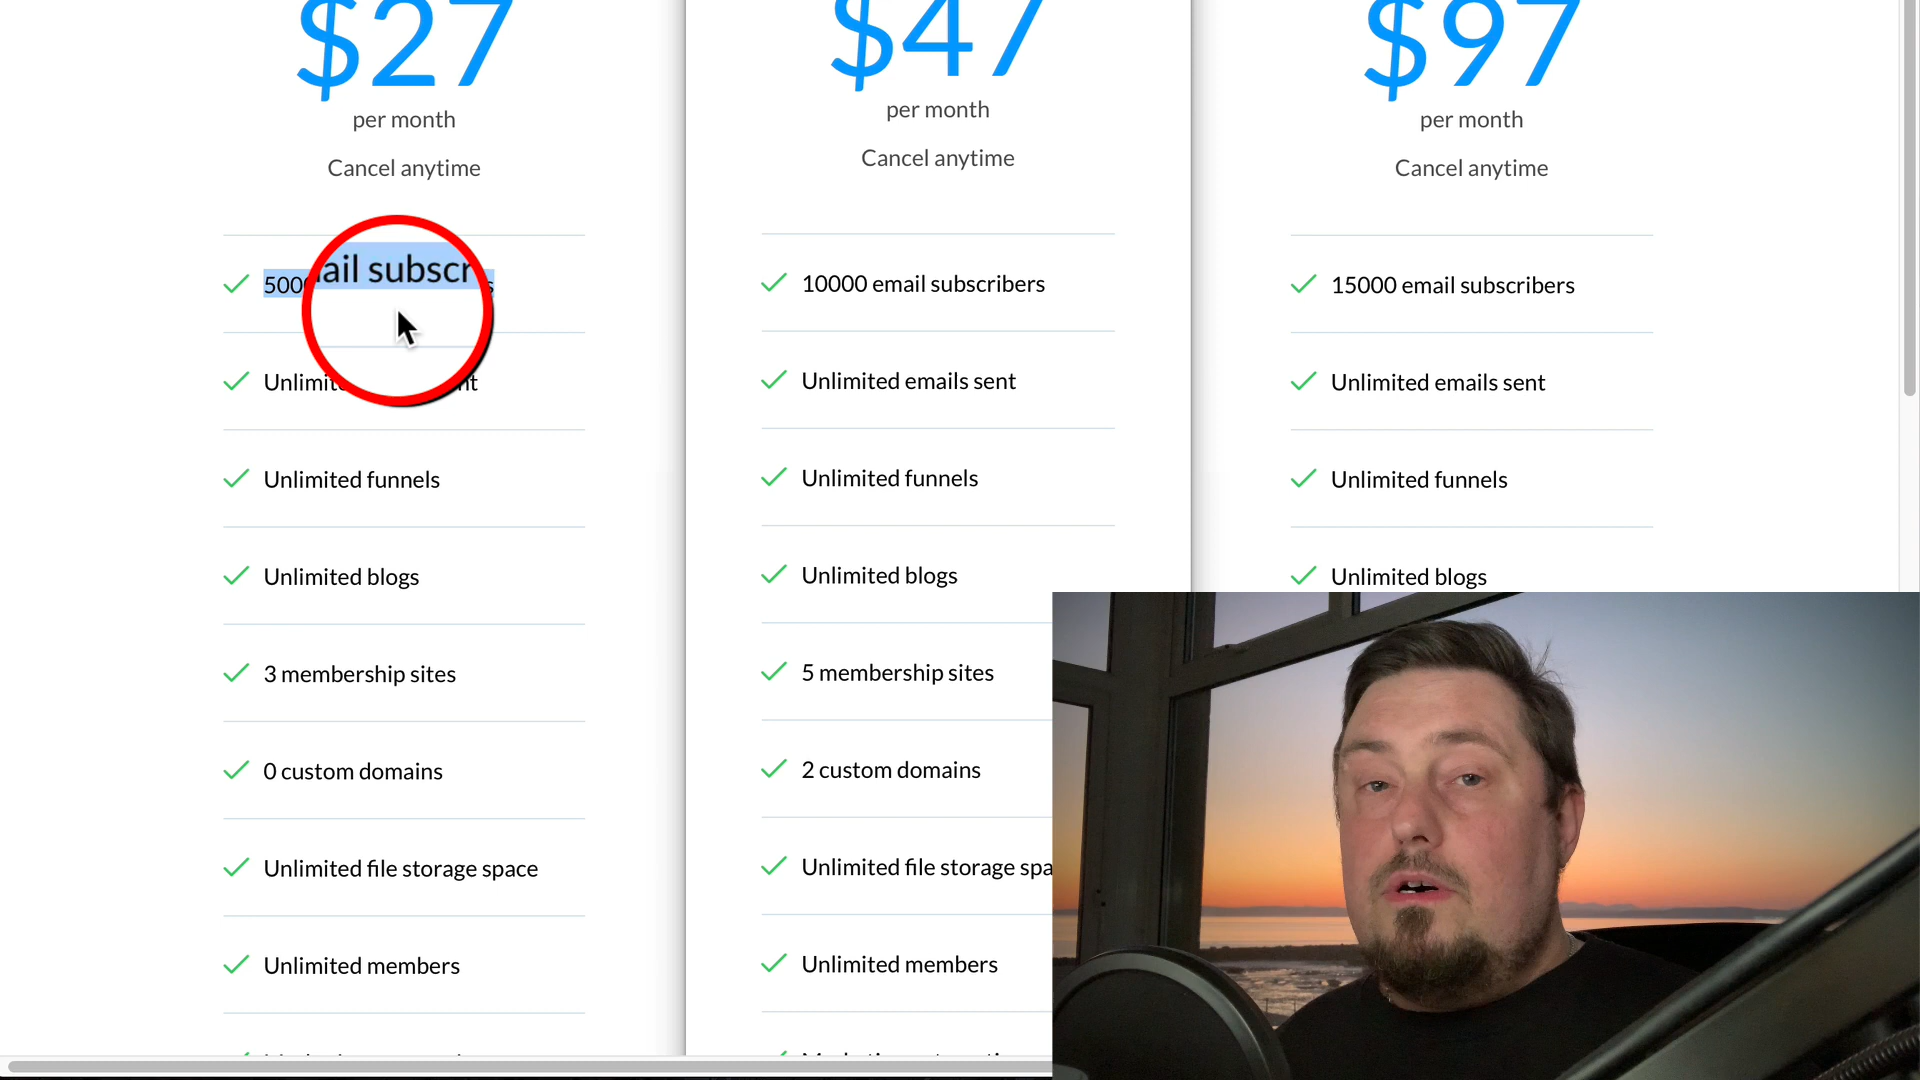 $27
per month
Cancel anytime
500
ail subscr
s
Unlimit
nt
Unlimited funnels
Unlimited blogs
3 membership sites
0 custom domains
Unlimited file storage space
Unlimited members
$47
per month
Cancel anytime
10000 email subscribers
Unlimited emails sent
Unlimited funnels
Unlimited blogs
5 membership sites
2 custom domains
Unlimited file storage spa
Unlimited members
$97
per month
Cancel anytime
15000 email subscribers
Unlimited emails sent
Unlimited funnels
Unlimited blogs